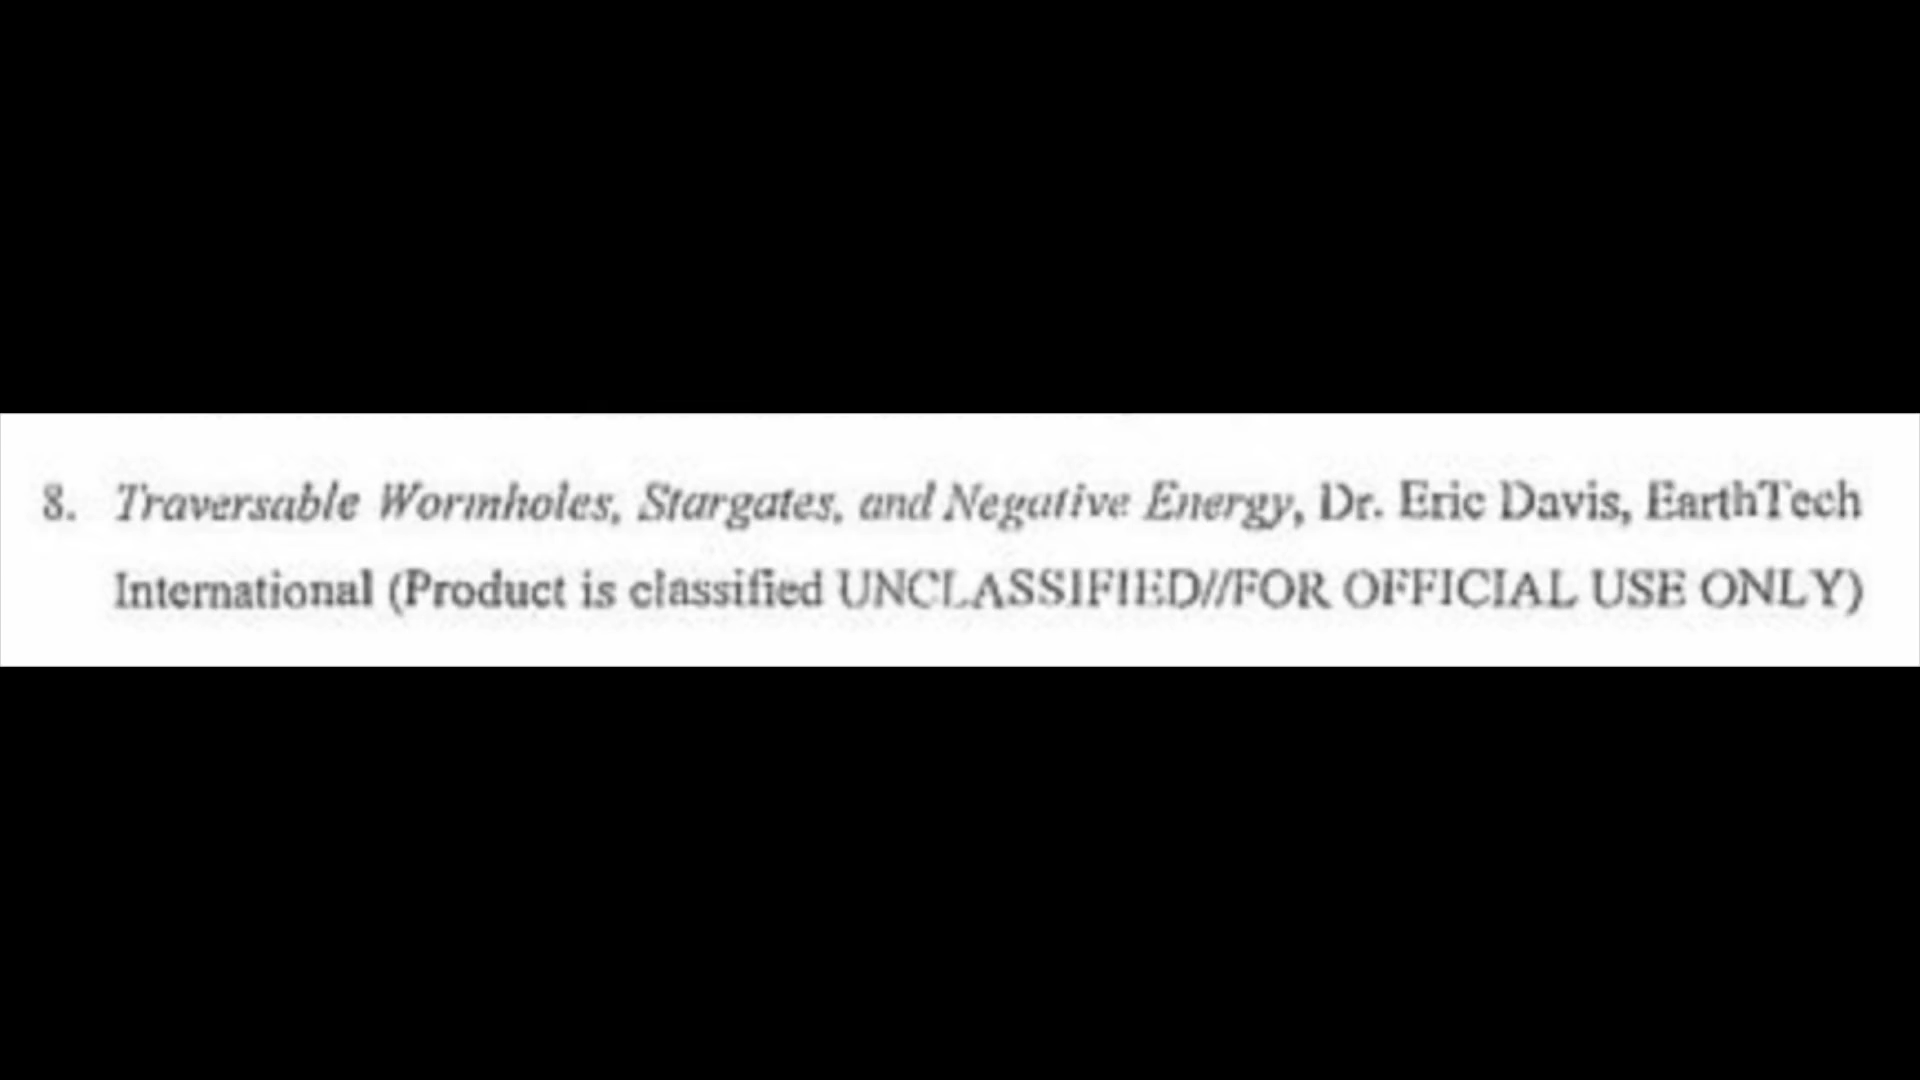 8. Traversable Wormholes, Stargates, and Negative Energy, Dr. Eric Davis, EarthTech
International (Product is classified UNCLASSIFIED//FOR OFFICIAL USE ONLY)